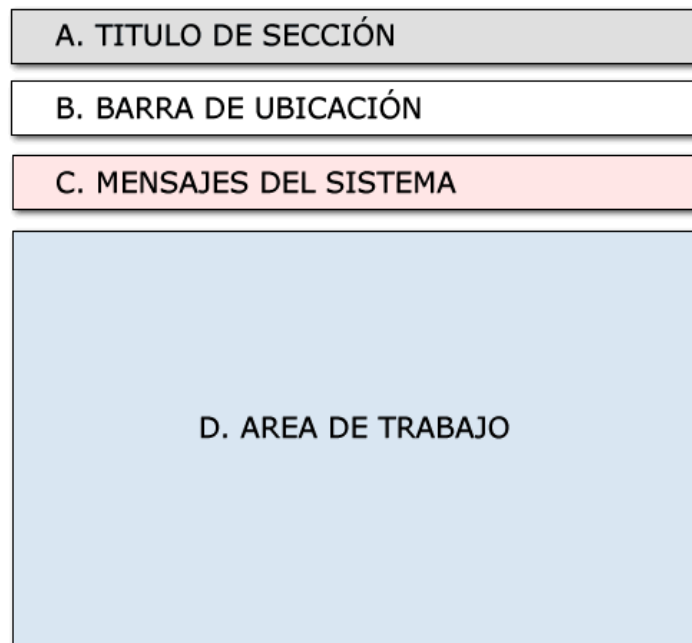 A. TITULO DE SECCIÓN
B. BARRA DE UBICACIÓN
C. MENSAJES DEL SISTEMA
D. AREA DE TRABAJO